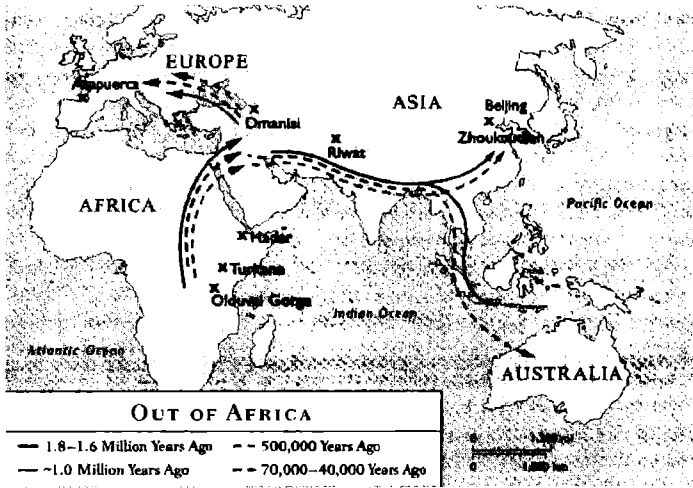 EUROPE
Atapuerca
ASIA
Beijing
Dmanisi
Riwat
Zhoukoudian
AFRICA
Pacific Ocean
Hadar
Turkana
Olduvai Gorge
Indian Ocean
Atlantic Ocean
AUSTRALIA
OUT OF AFRICA
1.8–1.6 Million Years Ago
500,000 Years Ago
~1.0 Million Years Ago
70,000–40,000 Years Ago
0
0